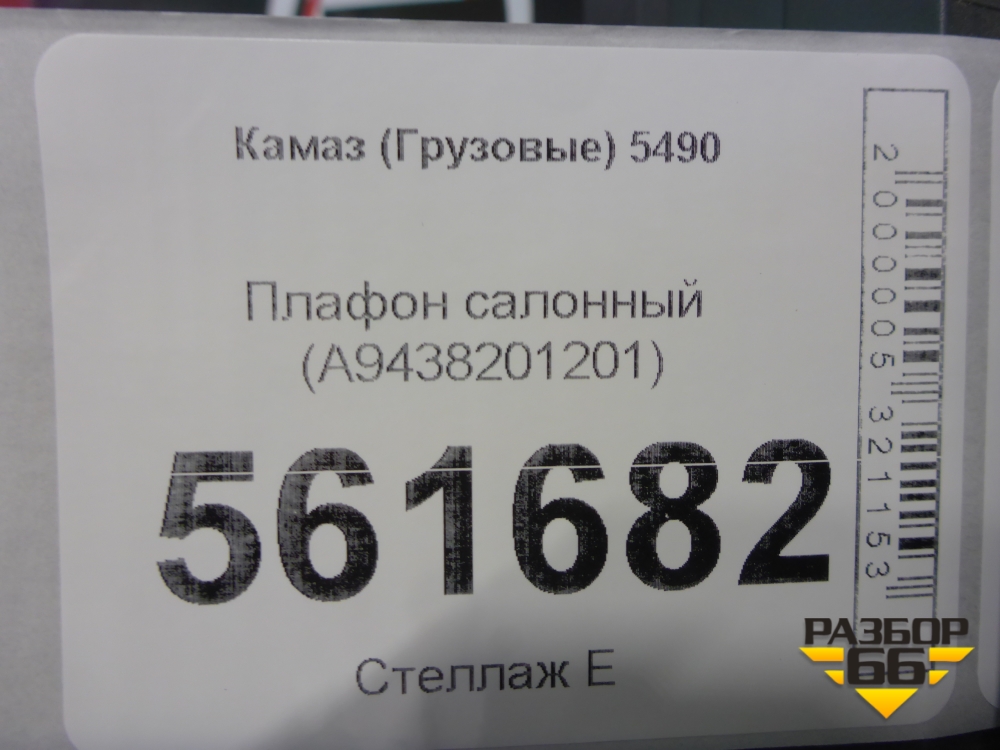 Камаз (Грузовые) 5490
Плафон салонный
(A9438201201)
561682
Стеллаж Е
2000005321153
РАЗБОР
66